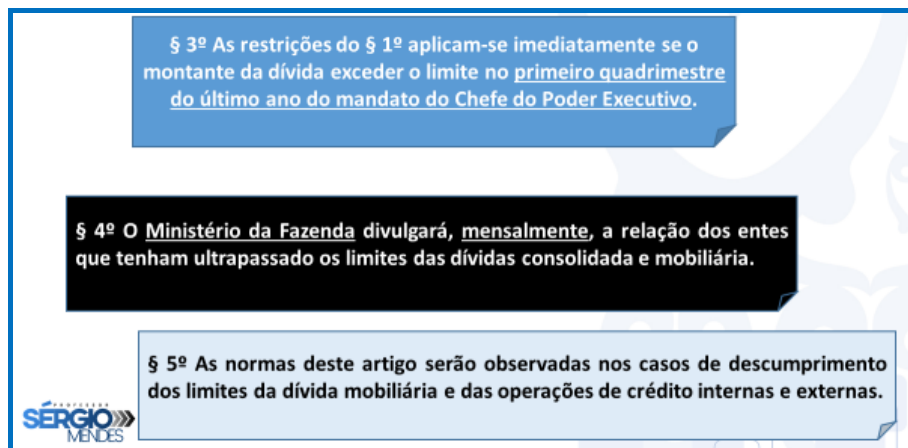 § 3º As restrições do § 1º aplicam-se imediatamente se o
montante da dívida exceder o limite no primeiro quadrimestre
do último ano do mandato do Chefe do Poder Executivo.
§ 4º O Ministério da Fazenda divulgará, mensalmente, a relação dos entes
que tenham ultrapassado os limites das dívidas consolidada e mobiliária.
§ 5º As normas deste artigo serão observadas nos casos de descumprimento
dos limites da dívida mobiliária e das operações de crédito internas e externas.
PROFESSOR
SÉRGIO
MENDES